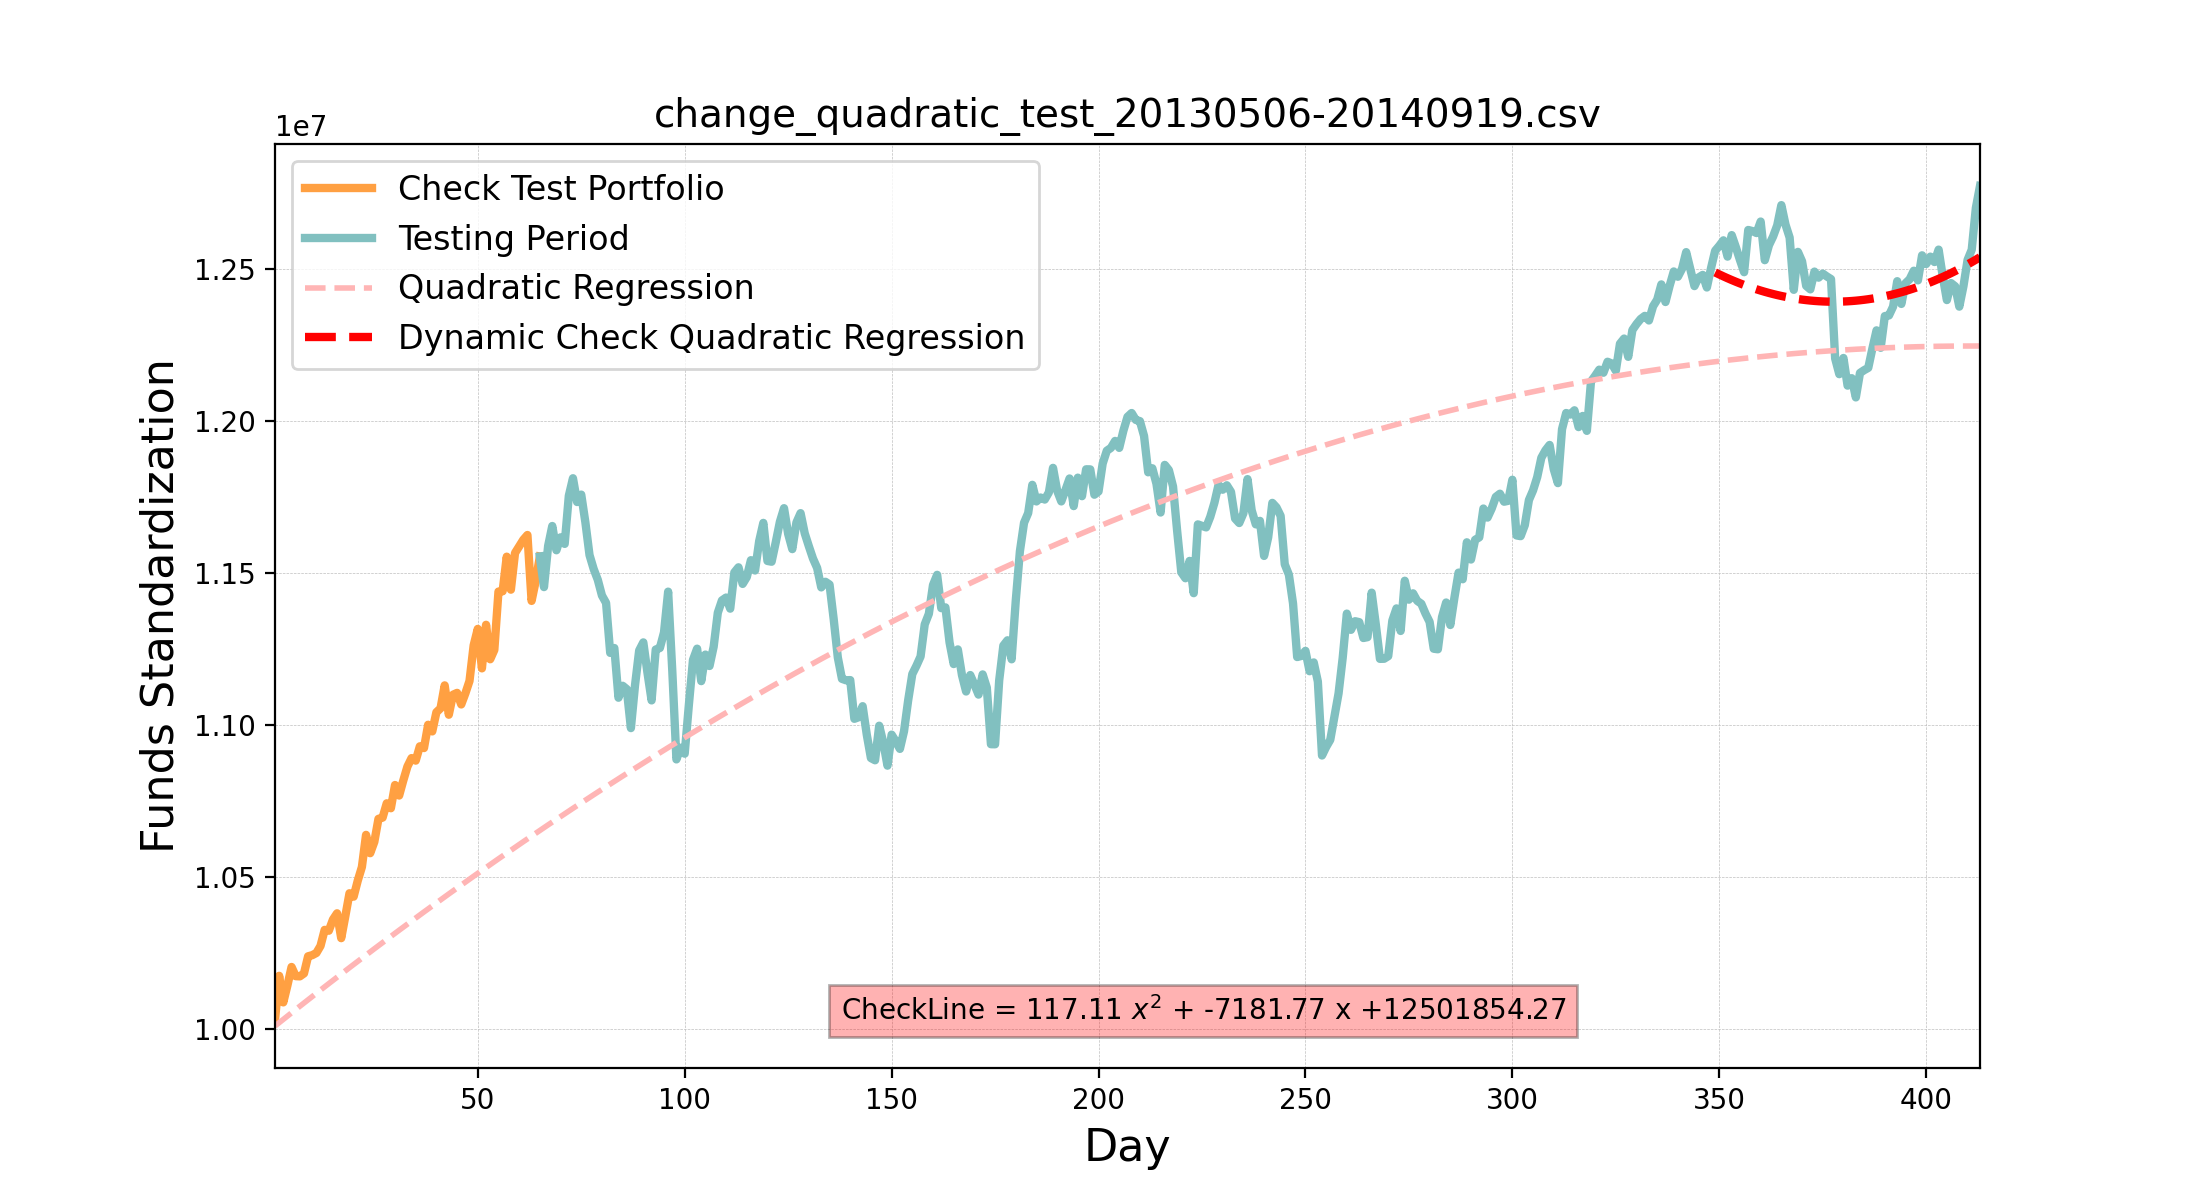 change_quadratic_test_20130506-20140919.csv
1e7
Check Test Portfolio
Testing Period
Quadratic Regression
Dynamic Check Quadratic Regression
1.25
1.20
1.15
1.10
1.05
1.00
Funds Standardization
CheckLine = 117.11 x² + -7181.77 x +12501854.27
50 100 150 200 250 300 350 400
Day